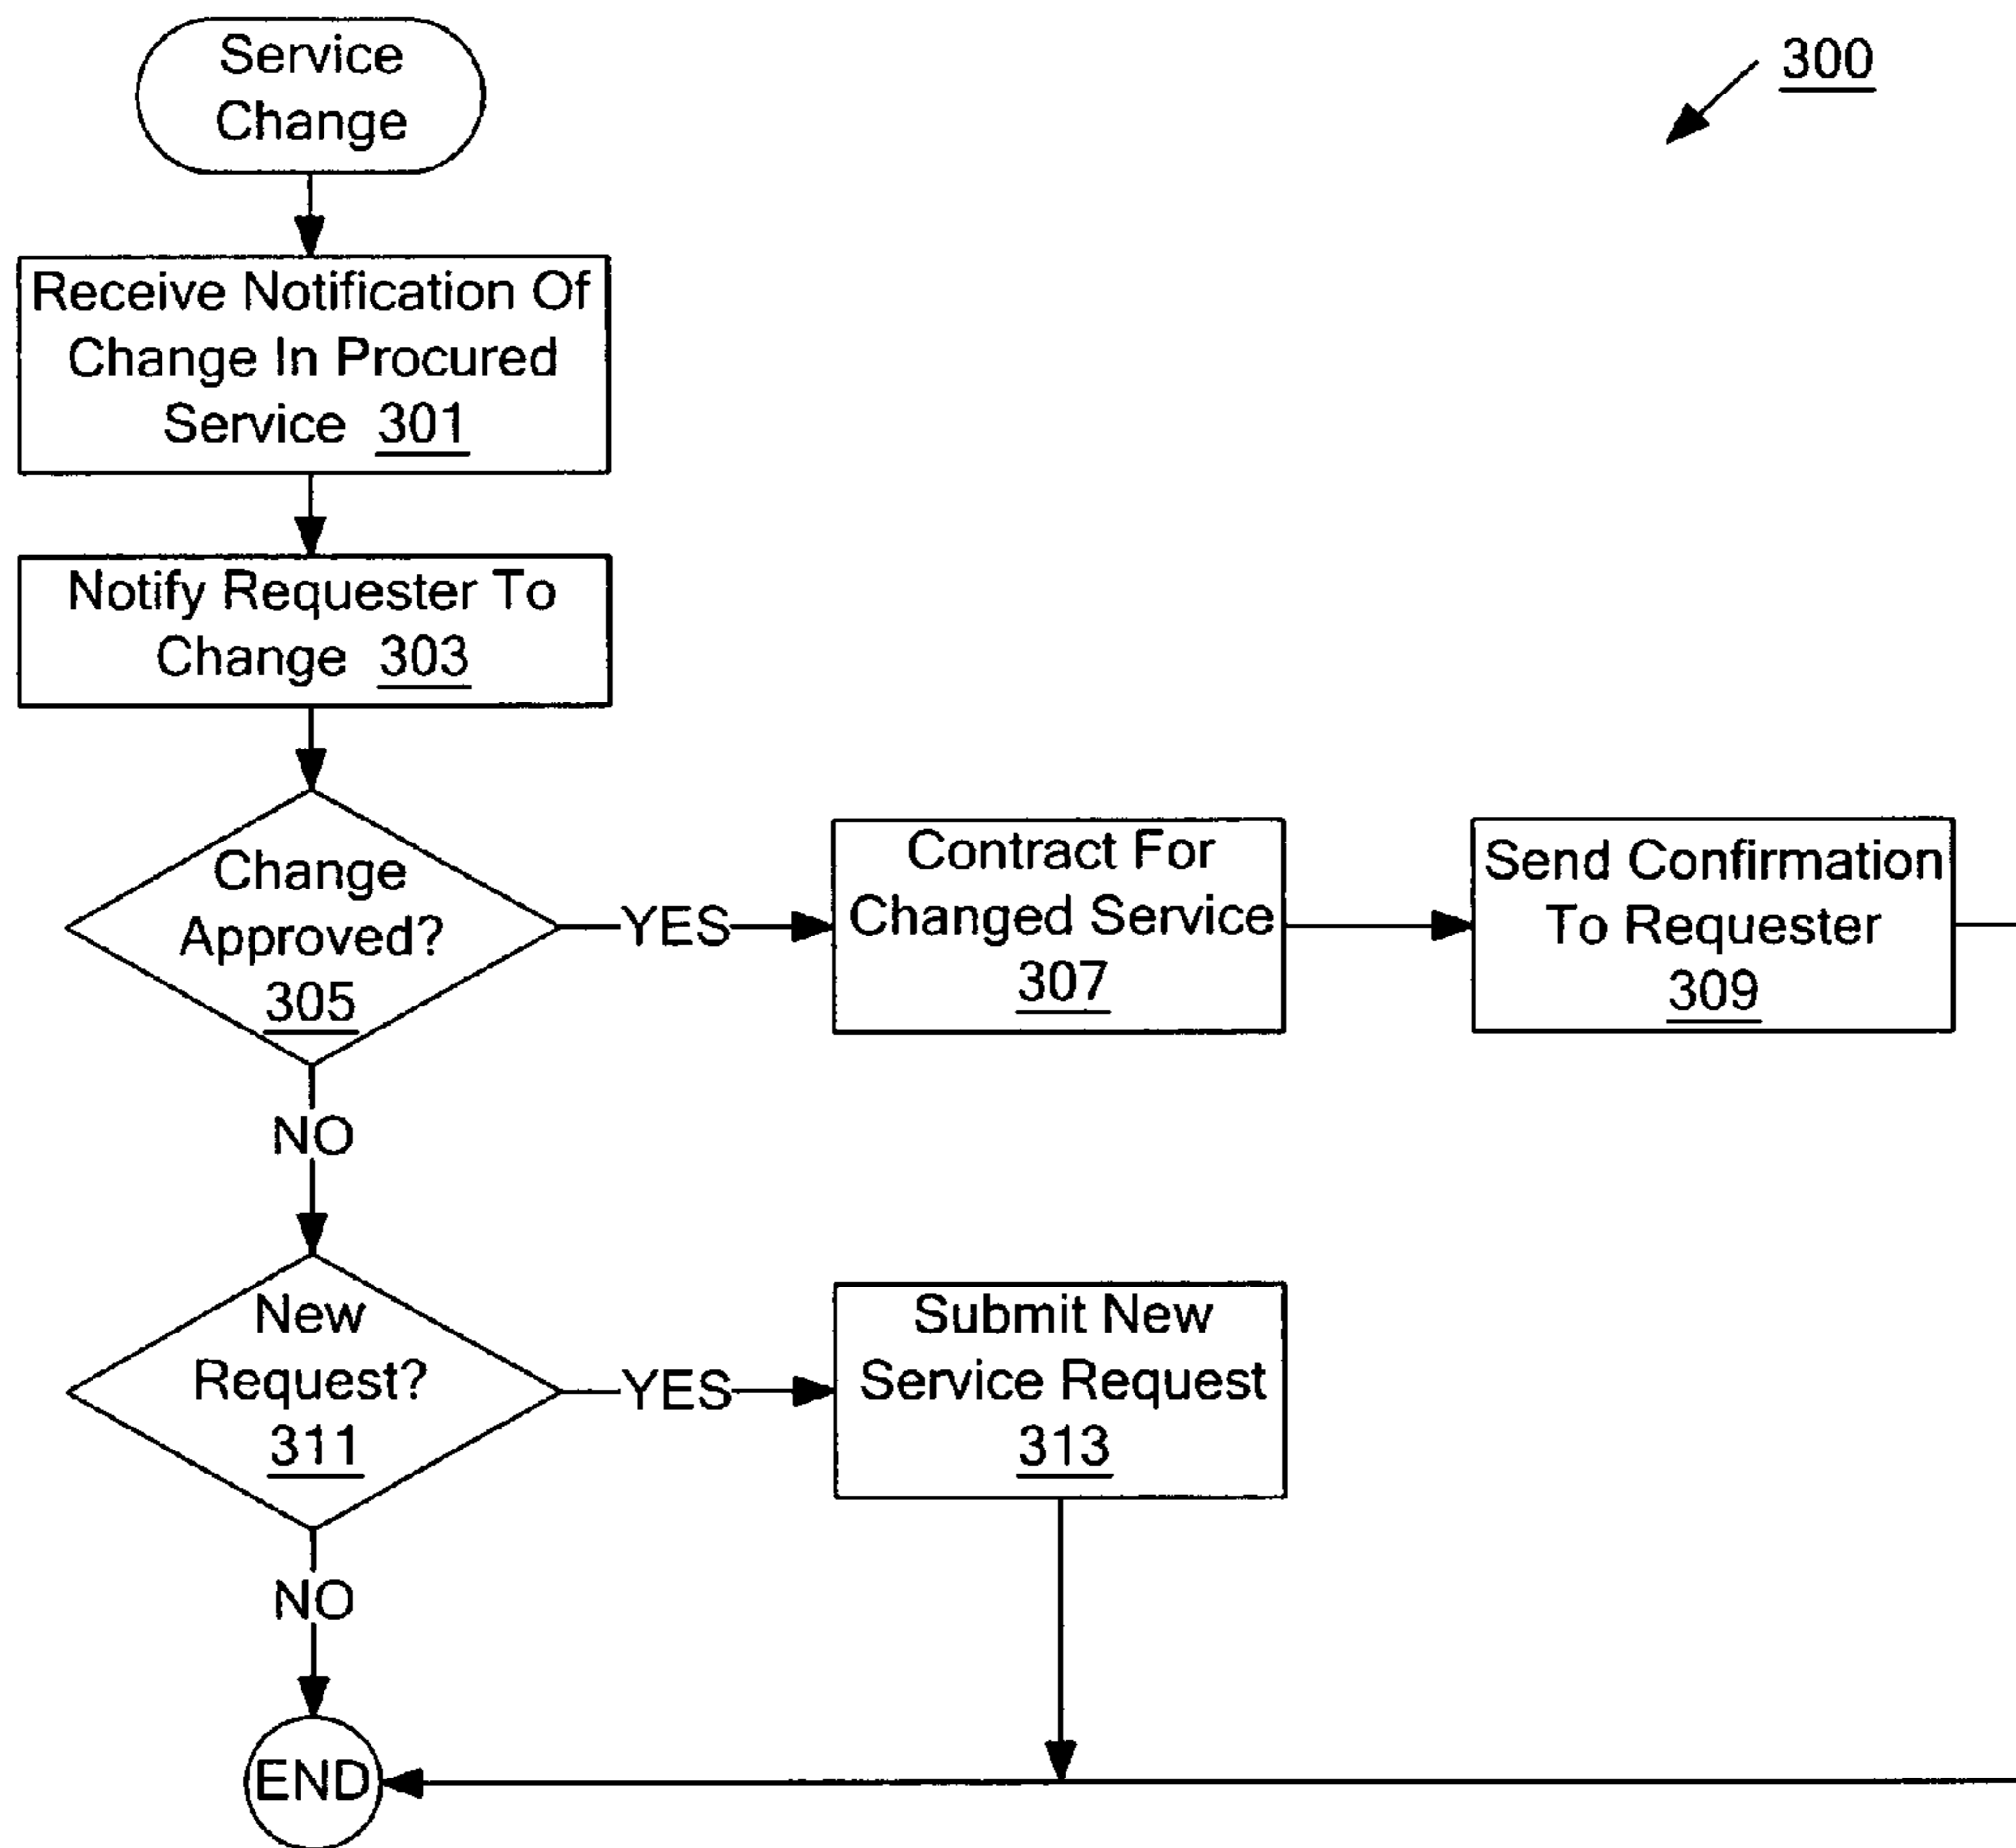 Service
Change
300
Receive Notification Of
Change In Procured
Service 301
Notify Requester To
Change 303
Change
Approved?
305
YES
Contract For
Changed Service
307
Send Confirmation
To Requester
309
NO
New
Request?
311
YES
Submit New
Service Request
313
NO
END